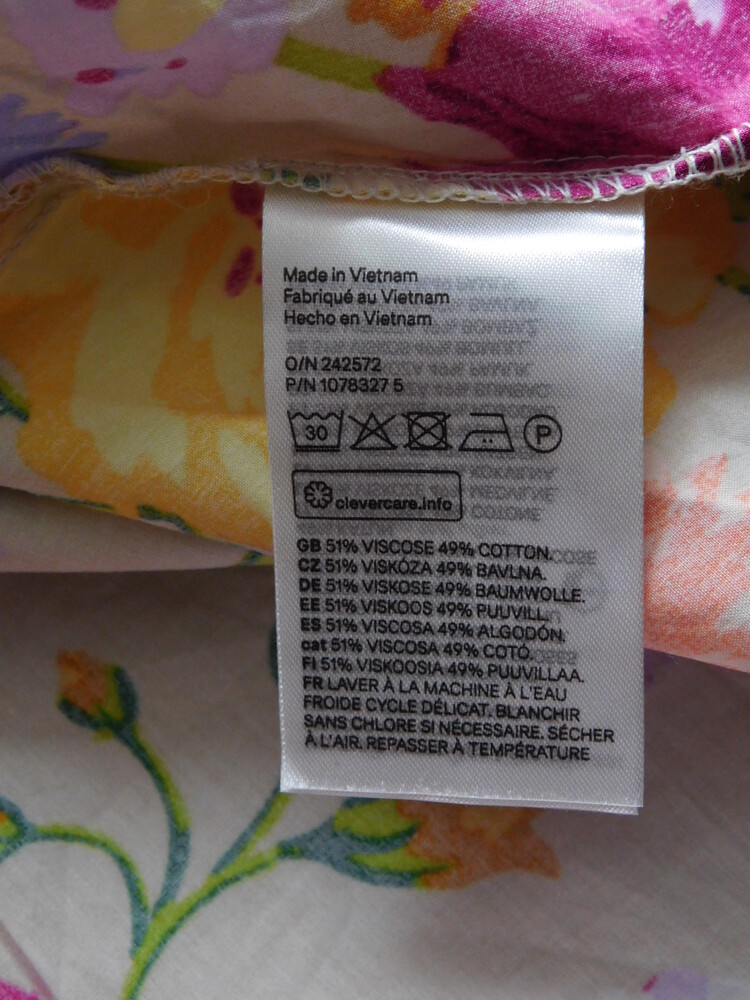 Made in Vietnam
Fabriqué au Vietnam
Hecho en Vietnam
O/N 242572
P/N 1078327 5
30 P
clevercare.info
GB 51% VISCOSE 49% COTTON.
CZ 51% VISKÓZA 49% BAVLNA.
DE 51% VISKOSE 49% BAUMWOLLE.
EE 51% VISKOOS 49% PUUVILL.
ES 51% VISCOSA 49% ALGODÓN.
cat 51% VISCOSA 49% COTÓ.
FI 51% VISKOOSIA 49% PUUVILLAA.
FR LAVER À LA MACHINE À L'EAU
FROIDE CYCLE DÉLICAT. BLANCHIR
SANS CHLORE SI NÉCESSAIRE. SÉCHER
À L'AIR. REPASSER À TEMPÉRATURE